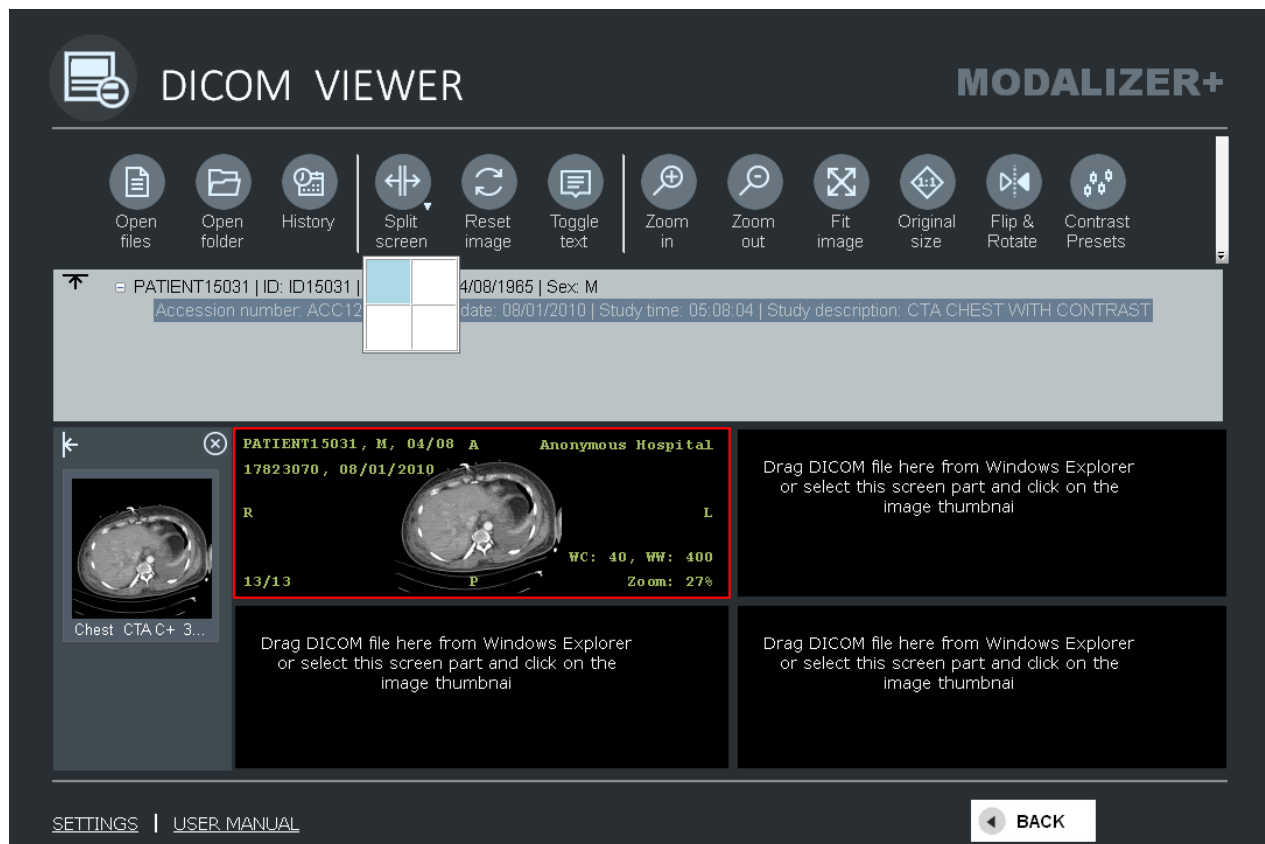 DICOM VIEWER
MODALIZER+
Open files
Open folder
History
Split screen
Reset image
Toggle text
Zoom in
Zoom out
Fit image
1:1
Original size
Flip & Rotate
Contrast Presets
PATIENT15031 | ID: ID15031 | 4/08/1965 | Sex: M
Accession number: ACC12 date: 08/01/2010 | Study time: 05:08:04 | Study description: CTA CHEST WITH CONTRAST
Chest CTA C+ 3...
PATIENT15031, M, 04/08 A Anonymous Hospital
17823070, 08/01/2010
R L
WC: 40, WW: 400
13/13 P Zoom: 27%
Drag DICOM file here from Windows Explorer
or select this screen part and click on the
image thumbnai
Drag DICOM file here from Windows Explorer
or select this screen part and click on the
image thumbnai
Drag DICOM file here from Windows Explorer
or select this screen part and click on the
image thumbnai
SETTINGS | USER MANUAL
BACK